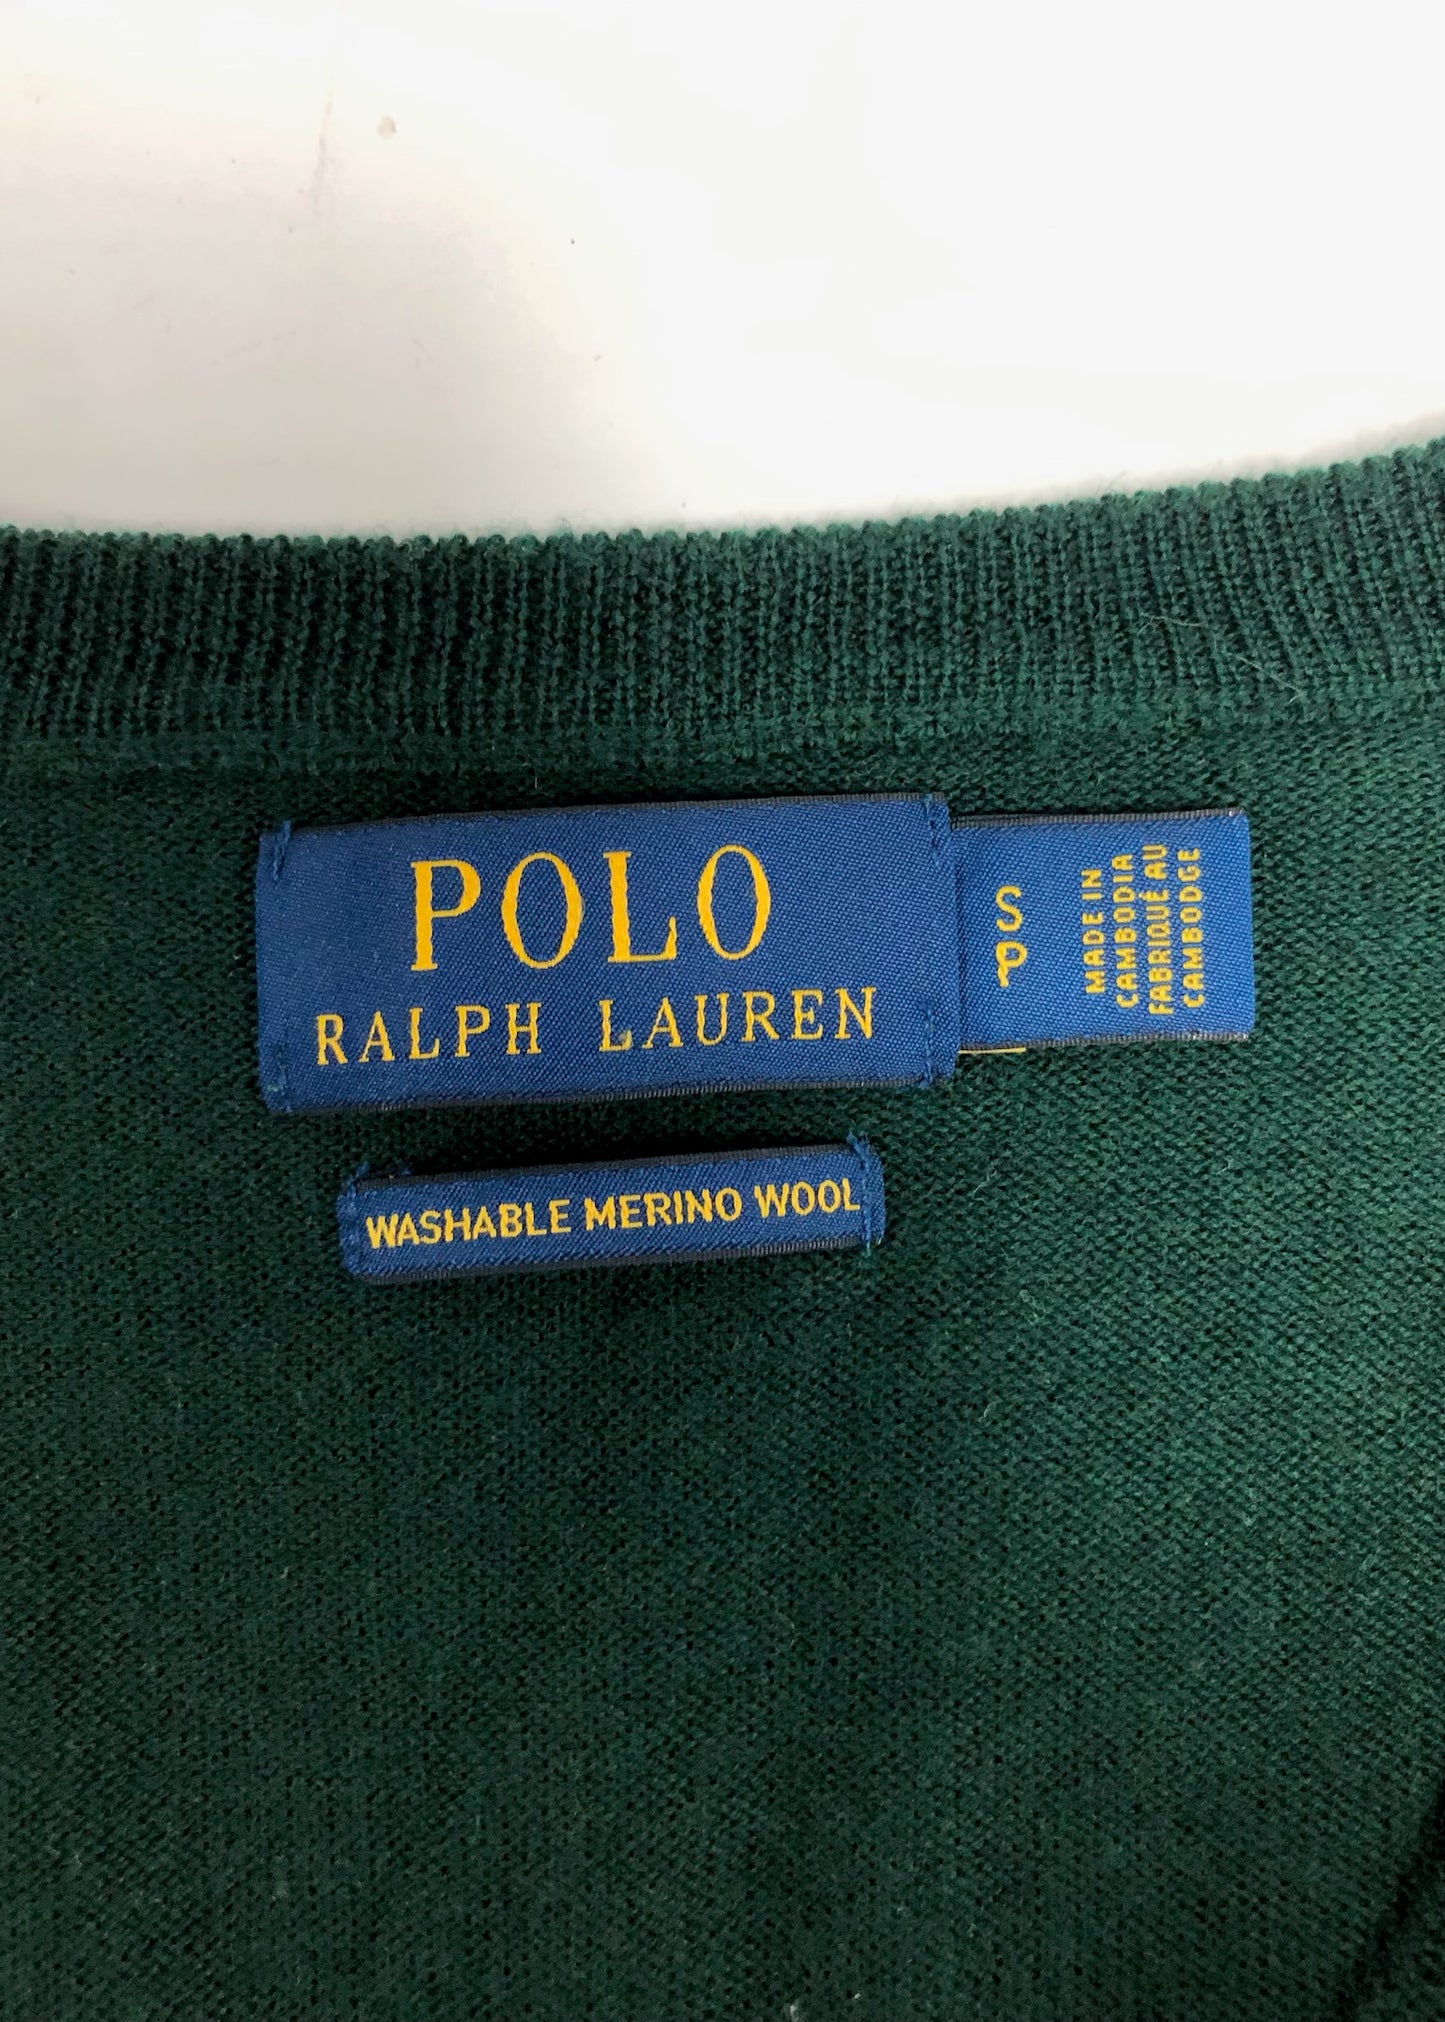 POLO
RALPH LAUREN
S
P
MADE IN
CAMBODIA
FABRIQUÉ AU
CAMBODGE
WASHABLE MERINO WOOL